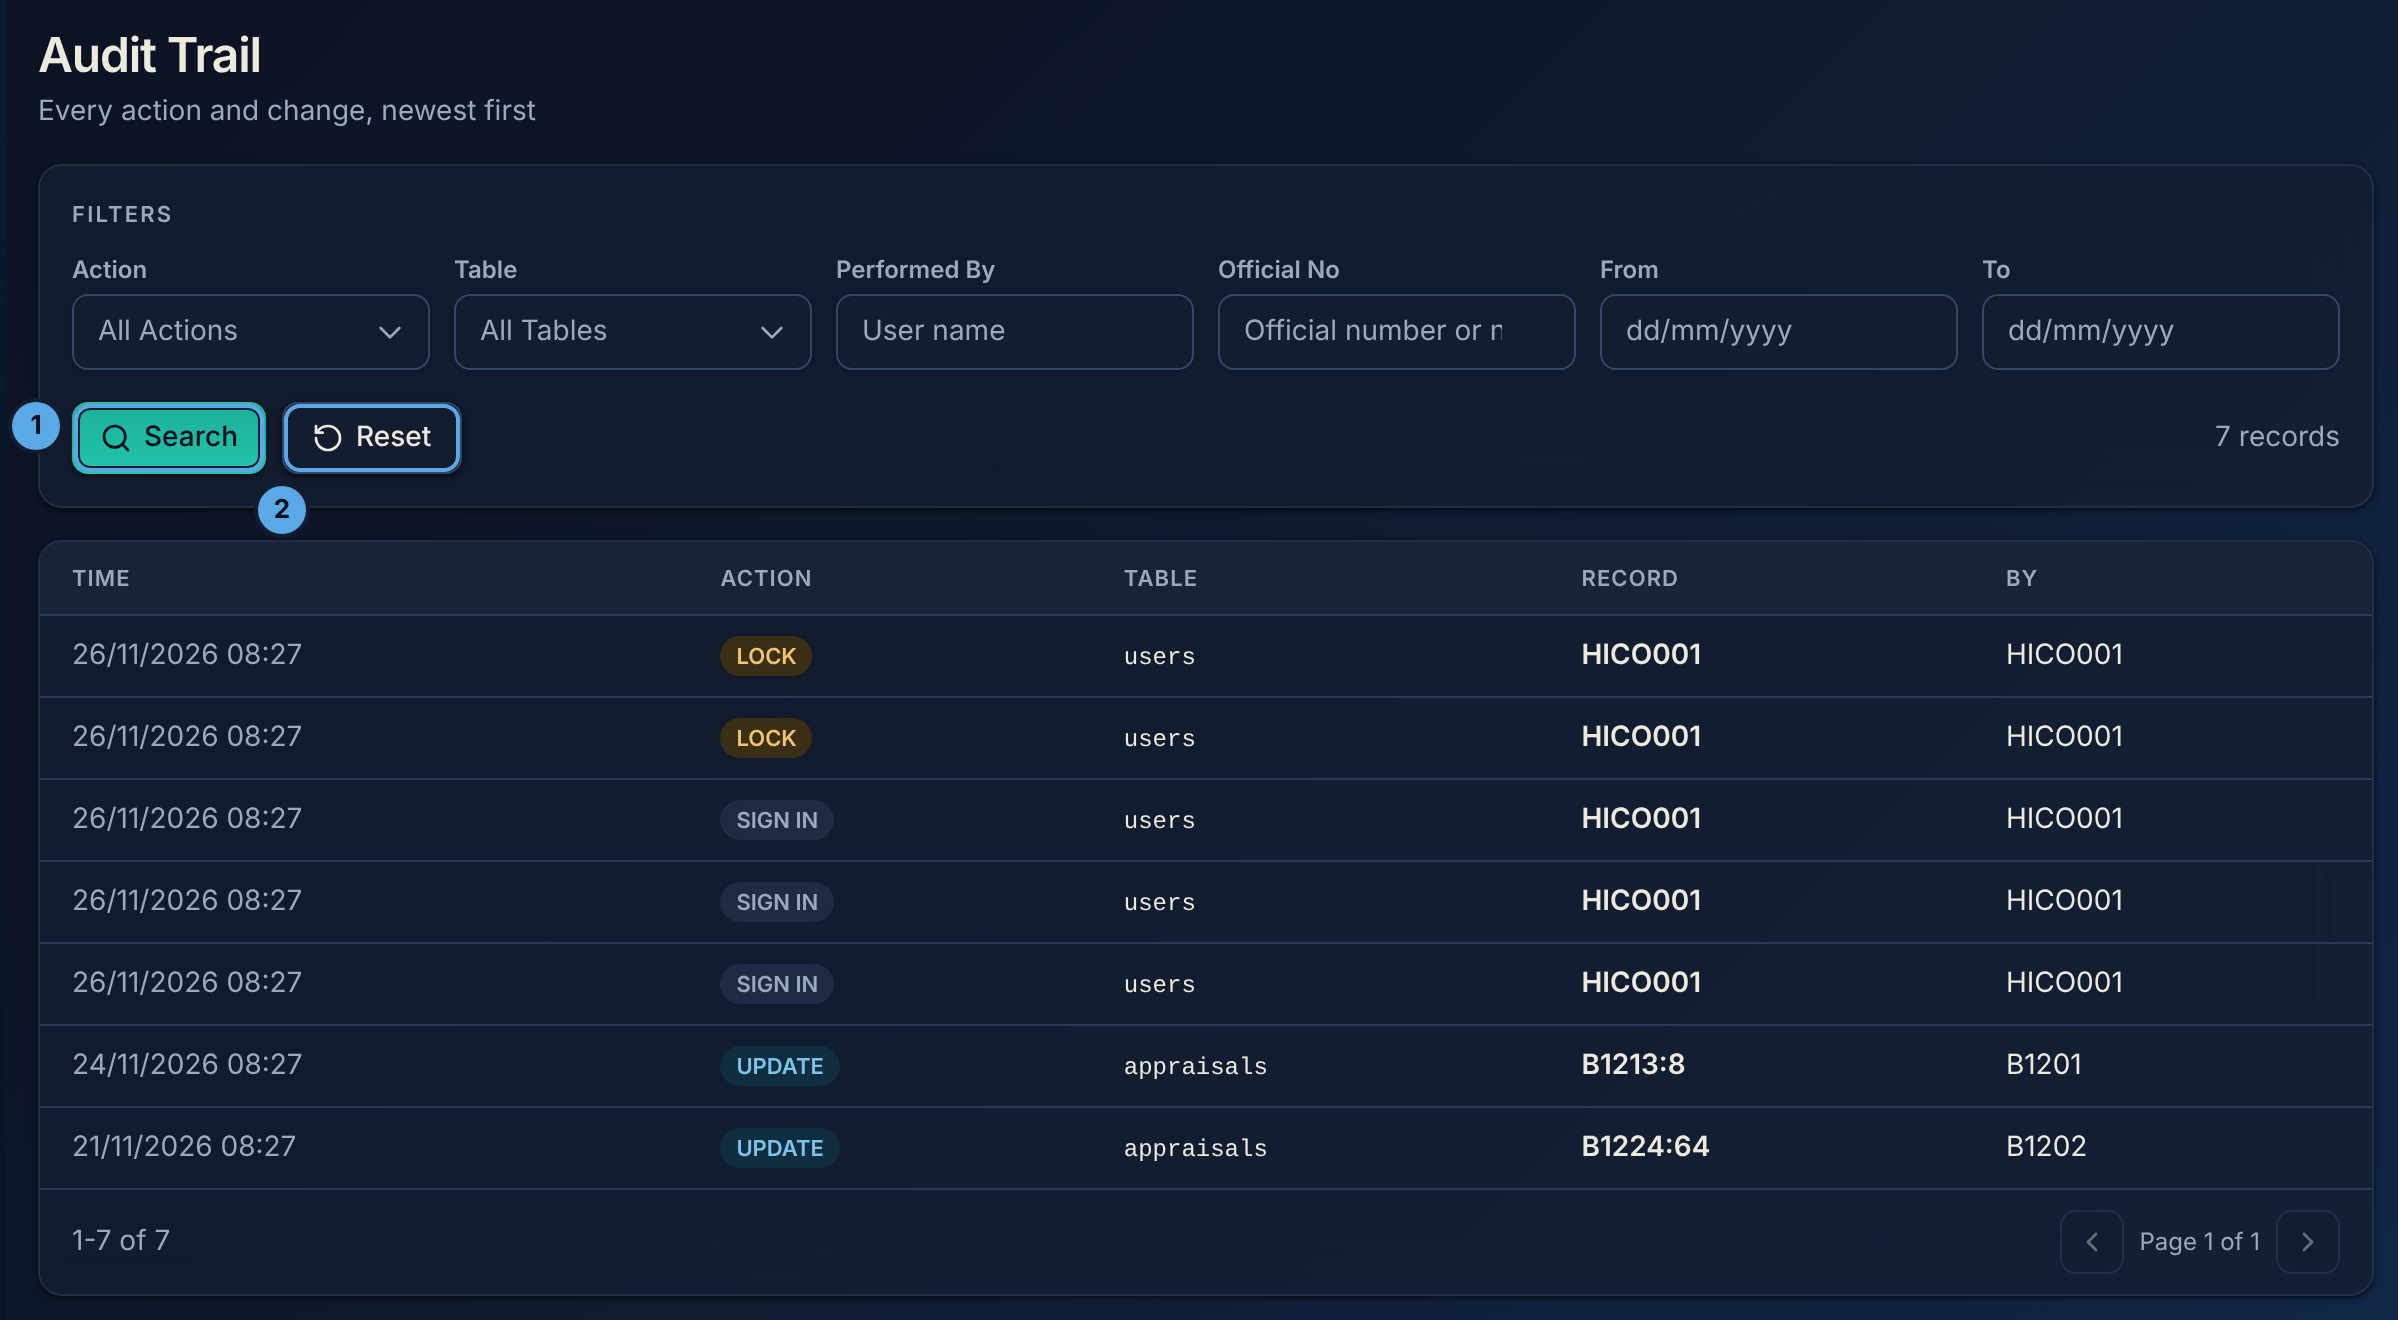 Audit Trail
Every action and change, newest first
FILTERS
Action Table Performed By Official No From To
All Actions All Tables User name Official number or n dd/mm/yyyy dd/mm/yyyy
1 Search Reset 7 records
2
TIME ACTION TABLE RECORD BY
26/11/2026 08:27 LOCK users HICO001 HICO001
26/11/2026 08:27 LOCK users HICO001 HICO001
26/11/2026 08:27 SIGN IN users HICO001 HICO001
26/11/2026 08:27 SIGN IN users HICO001 HICO001
26/11/2026 08:27 SIGN IN users HICO001 HICO001
24/11/2026 08:27 UPDATE appraisals B1213:8 B1201
21/11/2026 08:27 UPDATE appraisals B1224:64 B1202
1-7 of 7 Page 1 of 1